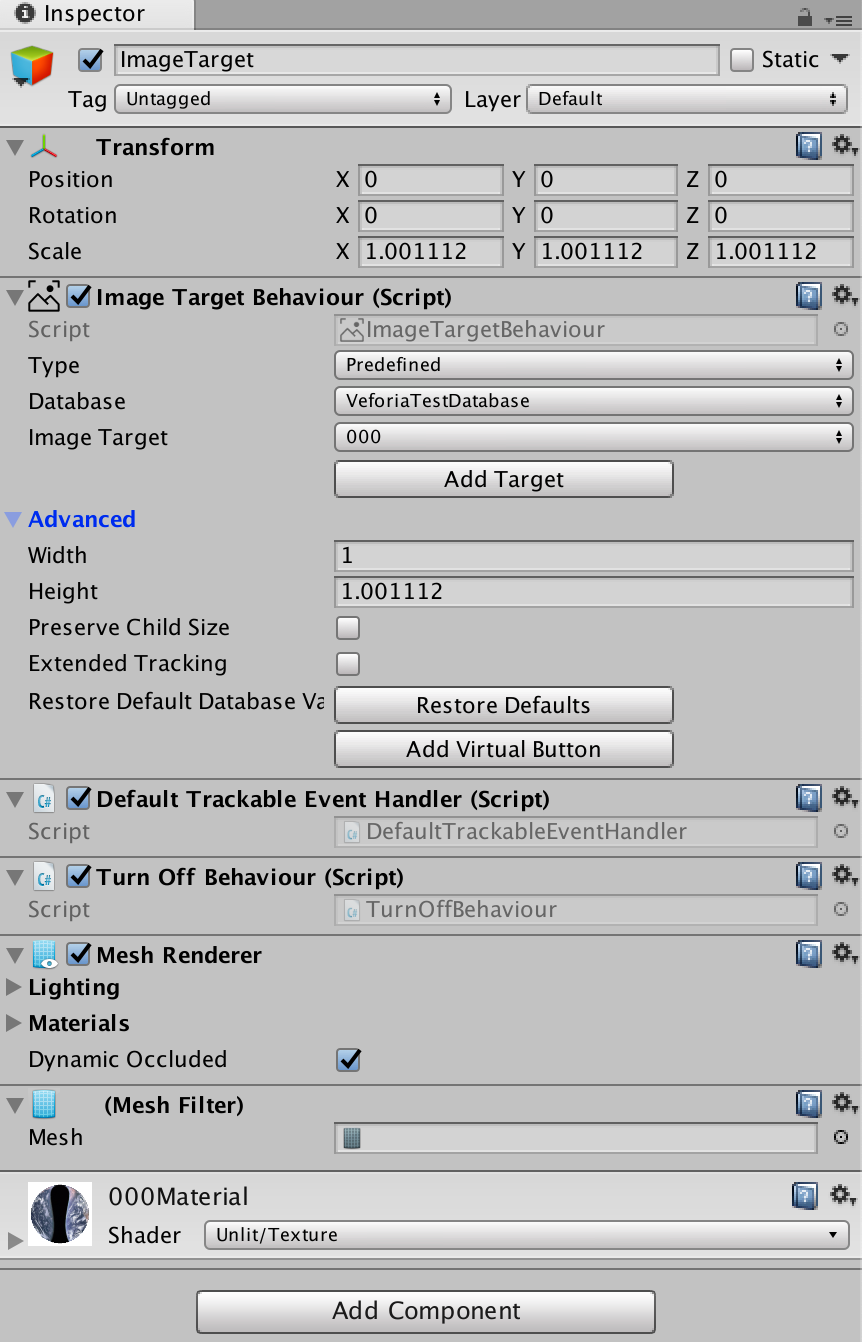 Inspector
ImageTarget Static
Tag Untagged Layer Default
Transform
Position X 0 Y 0 Z 0
Rotation X 0 Y 0 Z 0
Scale X 1.001112 Y 1.001112 Z 1.001112
Image Target Behaviour (Script)
Script ImageTargetBehaviour
Type Predefined
Database VeforiaTestDatabase
Image Target 000
Add Target
Advanced
Width 1
Height 1.001112
Preserve Child Size
Extended Tracking
Restore Default Database Va Restore Defaults
Add Virtual Button
C# Default Trackable Event Handler (Script)
Script C# DefaultTrackableEventHandler
C# Turn Off Behaviour (Script)
Script C# TurnOffBehaviour
Mesh Renderer
Lighting
Materials
Dynamic Occluded
(Mesh Filter)
Mesh
000Material
Shader Unlit/Texture
Add Component